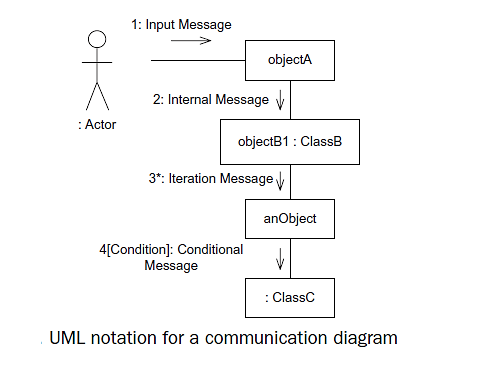 1: Input Message
objectA
: Actor
2: Internal Message
objectB1 : ClassB
3*: Iteration Message
anObject
4[Condition]: Conditional
Message
: ClassC
UML notation for a communication diagram